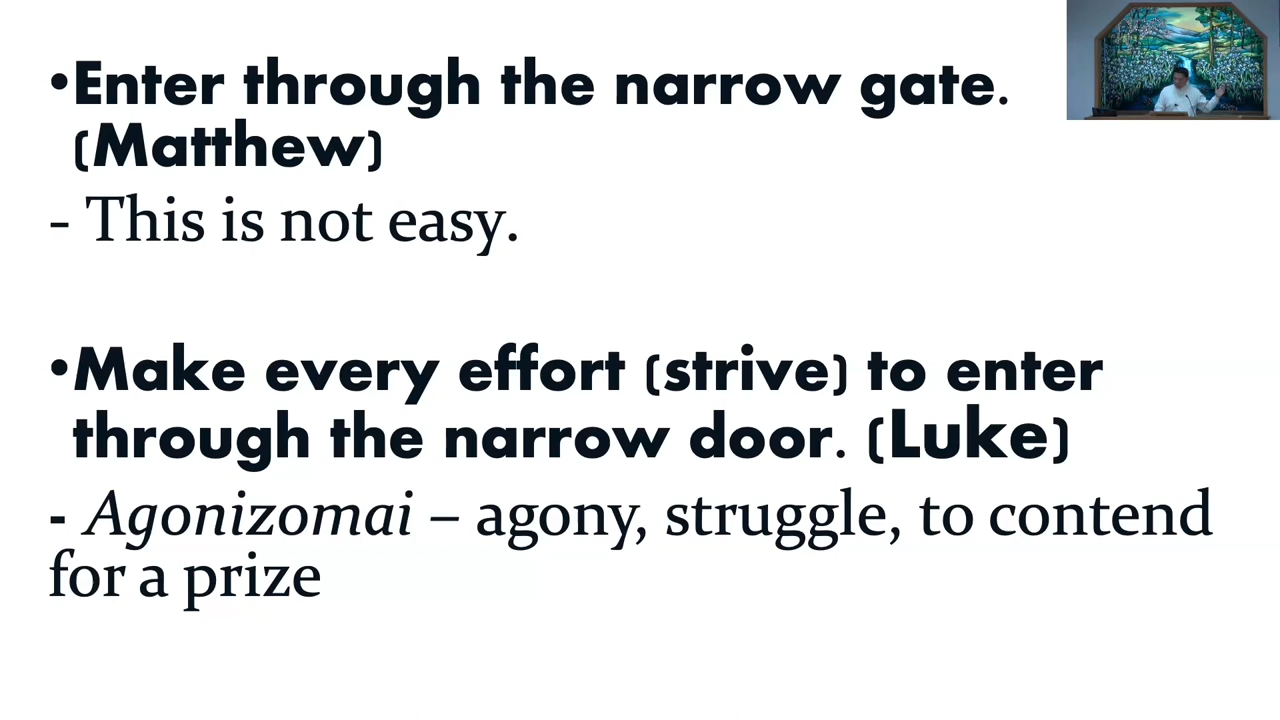 •Enter through the narrow gate.
(Matthew)
- This is not easy.
•Make every effort (strive) to enter
through the narrow door. (Luke)
- Agonizomai – agony, struggle, to contend
for a prize